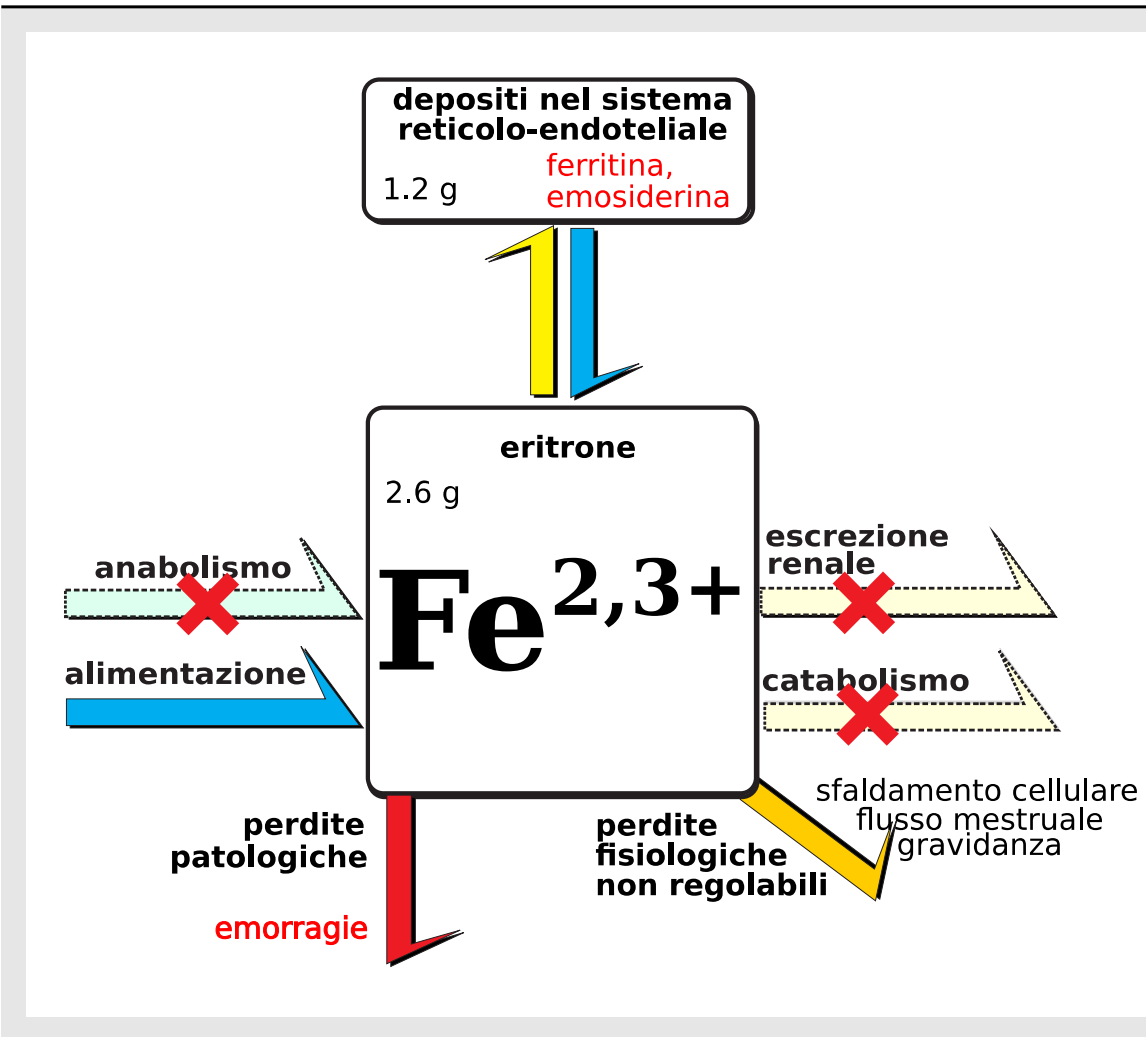 depositi nel sistema
reticolo-endoteliale
ferritina,
1.2 g
emosiderina
eritrone
2.6 g
Fe2,3+
anabolismo
alimentazione
escrezione
renale
catabolismo
perdite
patologiche
emorragie
perdite
fisiologiche
non regolabili
sfaldamento cellulare
flusso mestruale
gravidanza